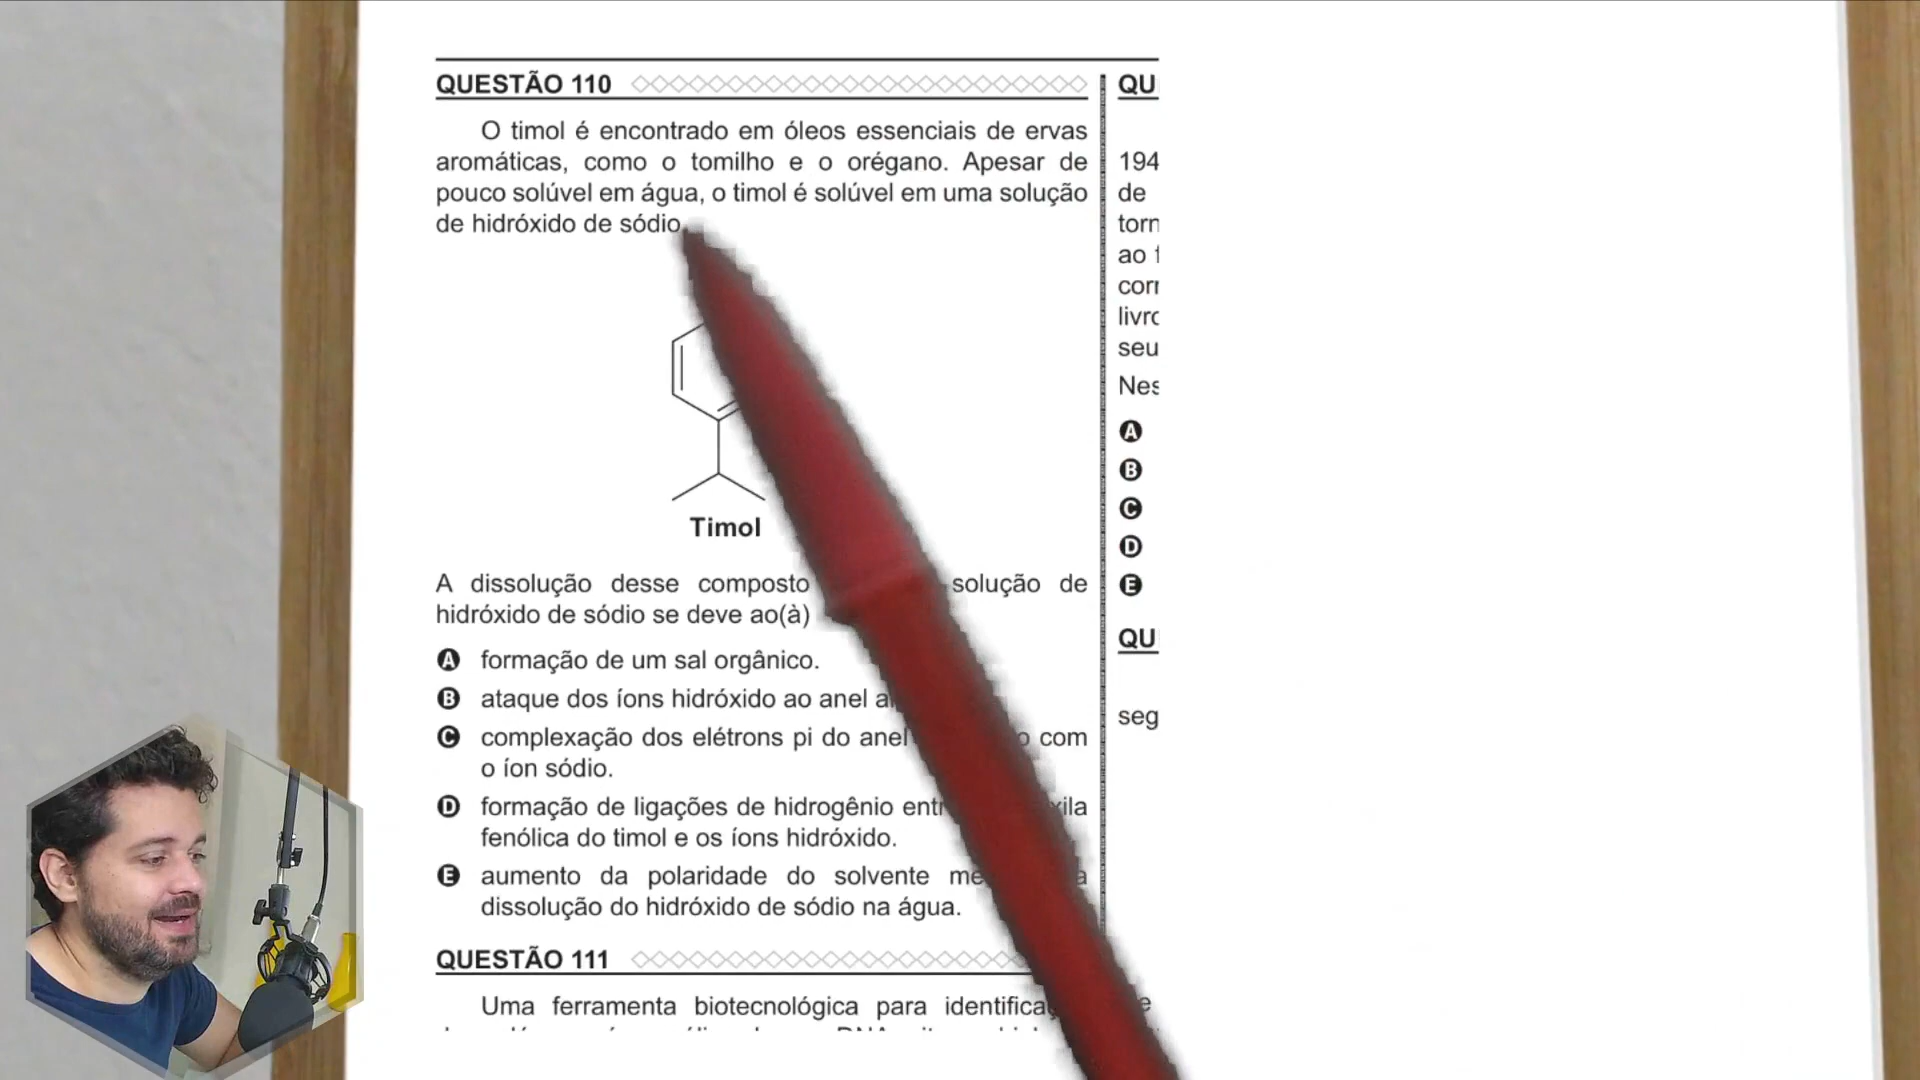 QUESTÃO 110
O timol é encontrado em óleos essenciais de ervas
aromáticas, como o tomilho e o orégano. Apesar de
pouco solúvel em água, o timol é solúvel em uma solução
de hidróxido de sódio
Timol
A dissolução desse composto solução de
hidróxido de sódio se deve ao(à)
A formação de um sal orgânico.
B ataque dos íons hidróxido ao anel
C complexação dos elétrons pi do anel com
o íon sódio.
D formação de ligações de hidrogênio
fenólica do timol e os íons hidróxido.
E aumento da polaridade do solvente
dissolução do hidróxido de sódio na água.
QUESTÃO 111
Uma ferramenta biotecnológica para
QU
194
de
torn
ao
corr
livro
seu
Nes
A
B
C
D
E
QU
seg